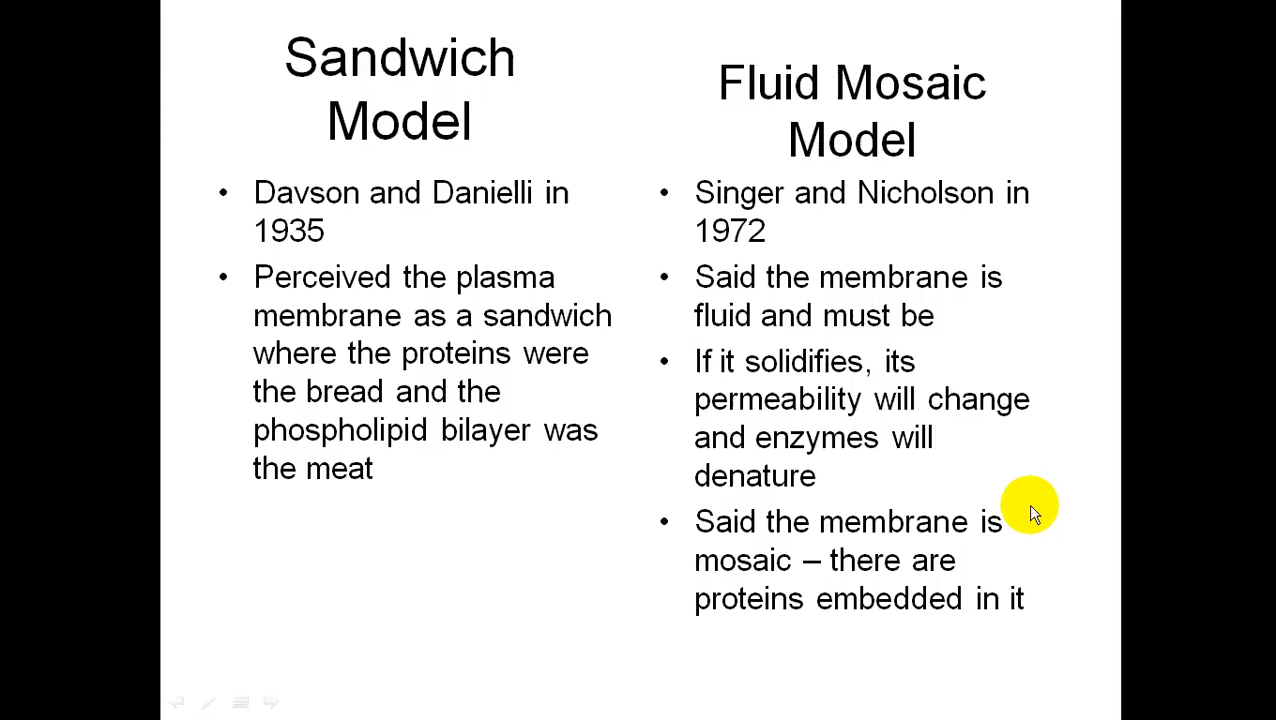 Sandwich
Model
• Davson and Danielli in
1935
• Perceived the plasma
membrane as a sandwich
where the proteins were
the bread and the
phospholipid bilayer was
the meat
Fluid Mosaic
Model
• Singer and Nicholson in
1972
• Said the membrane is
fluid and must be
• If it solidifies, its
permeability will change
and enzymes will
denature
• Said the membrane is
mosaic – there are
proteins embedded in it